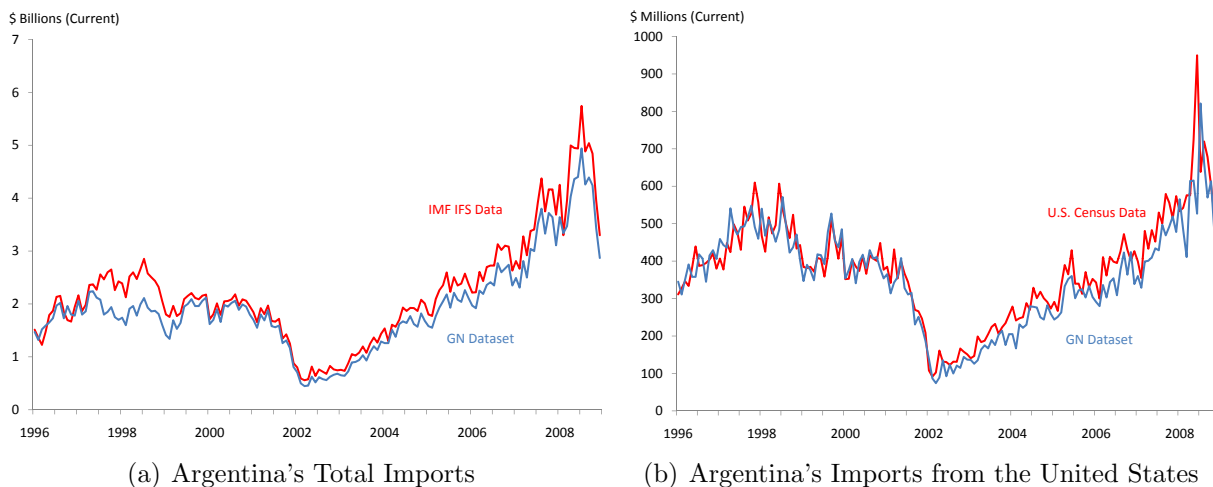 $ Billions (Current)
7
6
5
4
3
2
1
0
1996 1998 2000 2002 2004 2006 2008
IMF IFS Data
GN Dataset
(a) Argentina's Total Imports
$ Millions (Current)
1000
900
800
700
600
500
400
300
200
100
0
1996 1998 2000 2002 2004 2006 2008
U.S. Census Data
GN Dataset
(b) Argentina's Imports from the United States